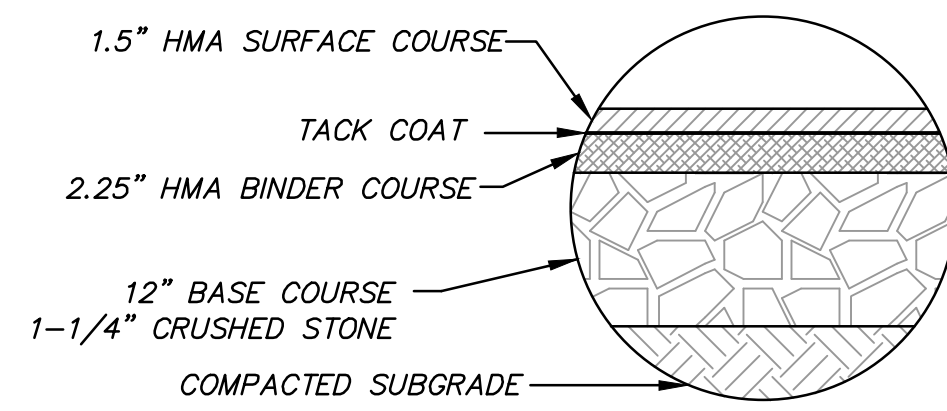 1.5" HMA SURFACE COURSE
TACK COAT
2.25" HMA BINDER COURSE
12" BASE COURSE
1-1/4" CRUSHED STONE
COMPACTED SUBGRADE